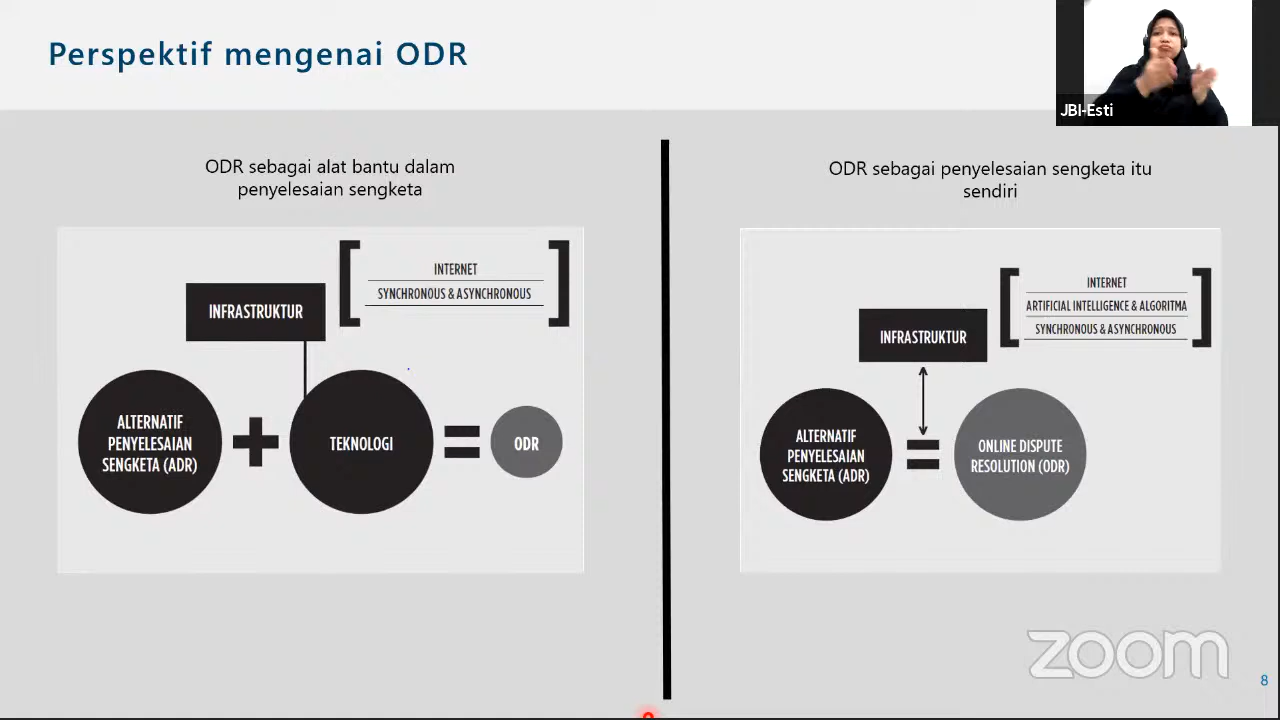 Perspektif mengenai ODR
JBI-Esti
ODR sebagai alat bantu dalam
penyelesaian sengketa
INTERNET
SYNCHRONOUS & ASYNCHRONOUS
INFRASTRUKTUR
ALTERNATIF
PENYELESAIAN
SENGKETA (ADR)
+
TEKNOLOGI
=
ODR
ODR sebagai penyelesaian sengketa itu
sendiri
INTERNET
ARTIFICIAL INTELLIGENCE & ALGORITMA
SYNCHRONOUS & ASYNCHRONOUS
INFRASTRUKTUR
ALTERNATIF
PENYELESAIAN
SENGKETA (ADR)
=
ONLINE DISPUTE
RESOLUTION (ODR)
zoom
8